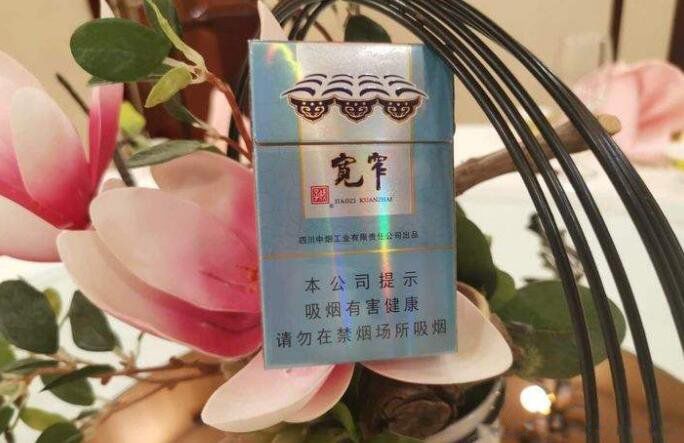 宽窄
JIAOZI KUANZHAI
四川中烟工业有限责任公司出品
本公司提示
吸烟有害健康
请勿在禁烟场所吸烟